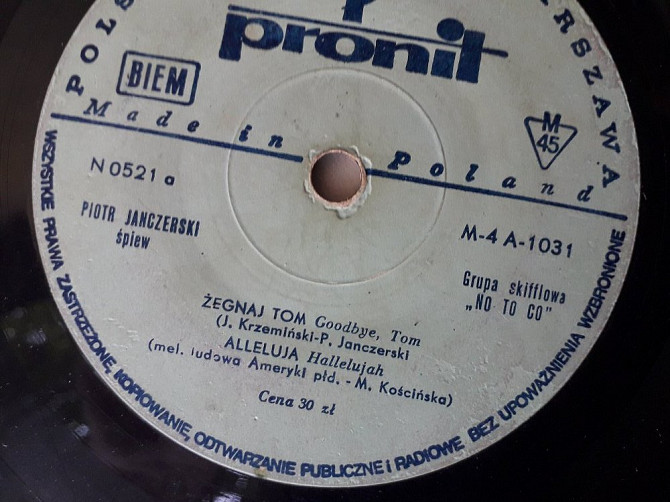 pronit
BIEM
M
45
Made in Poland
N 0521 a
M-4 A-1031
PIOTR JANCZERSKI
śpiew
Grupa skifflowa
„NO TO CO"
ŻEGNAJ TOM Goodbye, Tom
(J. Krzemiński-P. Janczerski
ALLELUJA Hallelujah
(mel. ludowa Ameryki płd. - M. Kościńska)
Cena 30 zł
WSZYSTKIE PRAWA ZASTRZEŻONE, KOPIOWANIE, ODTWARZANIE PUBLICZNE I RADIOWE BEZ UPOWAŻNIENIA WZBRONIONE